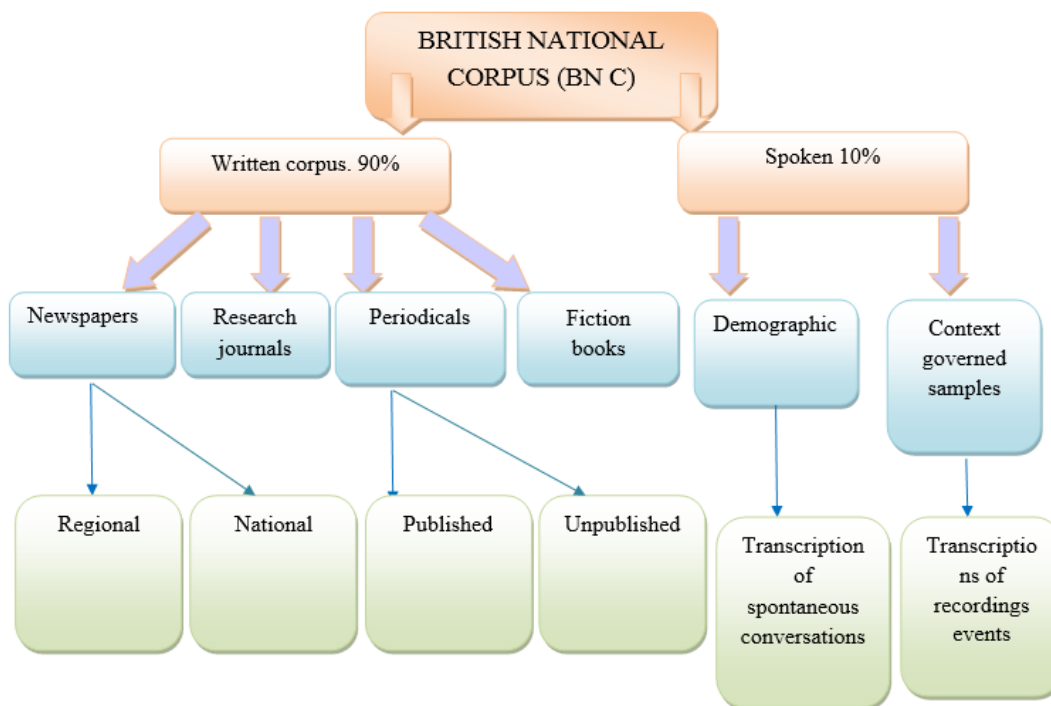 BRITISH NATIONAL
CORPUS (BN C)
Written corpus. 90%
Spoken 10%
Newspapers
Research
journals
Periodicals
Fiction
books
Demographic
Context
governed
samples
Regional
National
Published
Unpublished
Transcription
of
spontaneous
conversations
Transcriptio
ns of
recordings
events